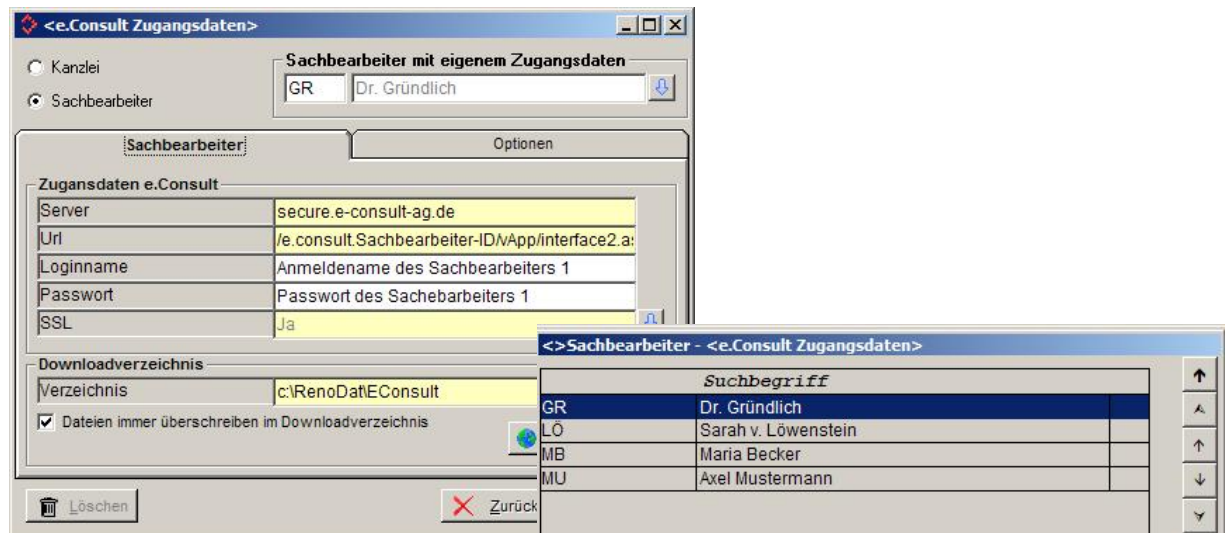 <e.Consult Zugangsdaten>
Kanzlei
Sachbearbeiter
Sachbearbeiter mit eigenem Zugangsdaten
GR Dr. Gründlich
Sachbearbeiter Optionen
Zugansdaten e.Consult
Server secure.e-consult-ag.de
Url /e.consult.Sachbearbeiter-ID/vApp/interface2.as
Loginname Anmeldename des Sachbearbeiters 1
Passwort Passwort des Sachebarbeiters 1
SSL Ja
Downloadverzeichnis
Verzeichnis c:\RenoDat\EConsult
Dateien immer überschreiben im Downloadverzeichnis
Löschen Zurück
<>Sachbearbeiter - <e.Consult Zugangsdaten>
Suchbegriff
GR Dr. Gründlich
LÖ Sarah v. Löwenstein
MB Maria Becker
MU Axel Mustermann